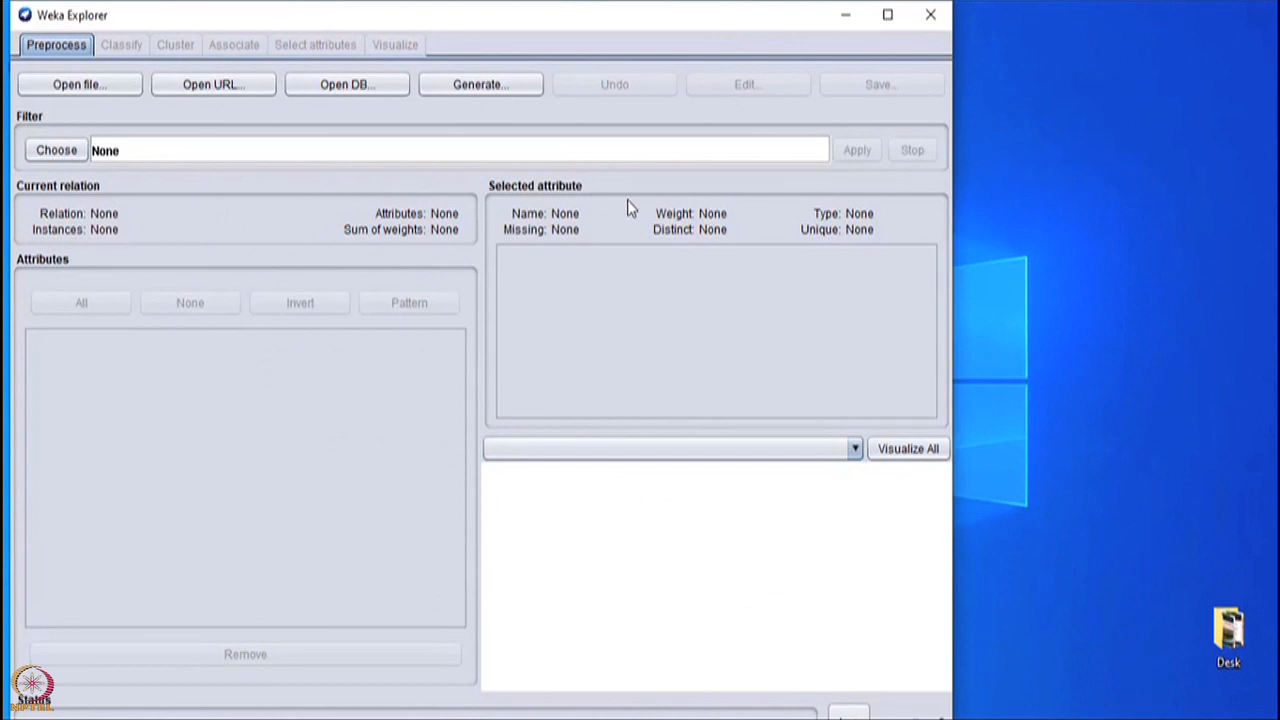 Weka Explorer
Preprocess Classify Cluster Associate Select attributes Visualize
Open file... Open URL... Open DB... Generate... Undo Edit... Save...
Filter
Choose None Apply Stop
Current relation
Relation: None Attributes: None
Instances: None Sum of weights: None
Attributes
All None Invert Pattern
Remove
Selected attribute
Name: None Weight: None Type: None
Missing: None Distinct: None Unique: None
Visualize All
Status
NPTEL
Desk